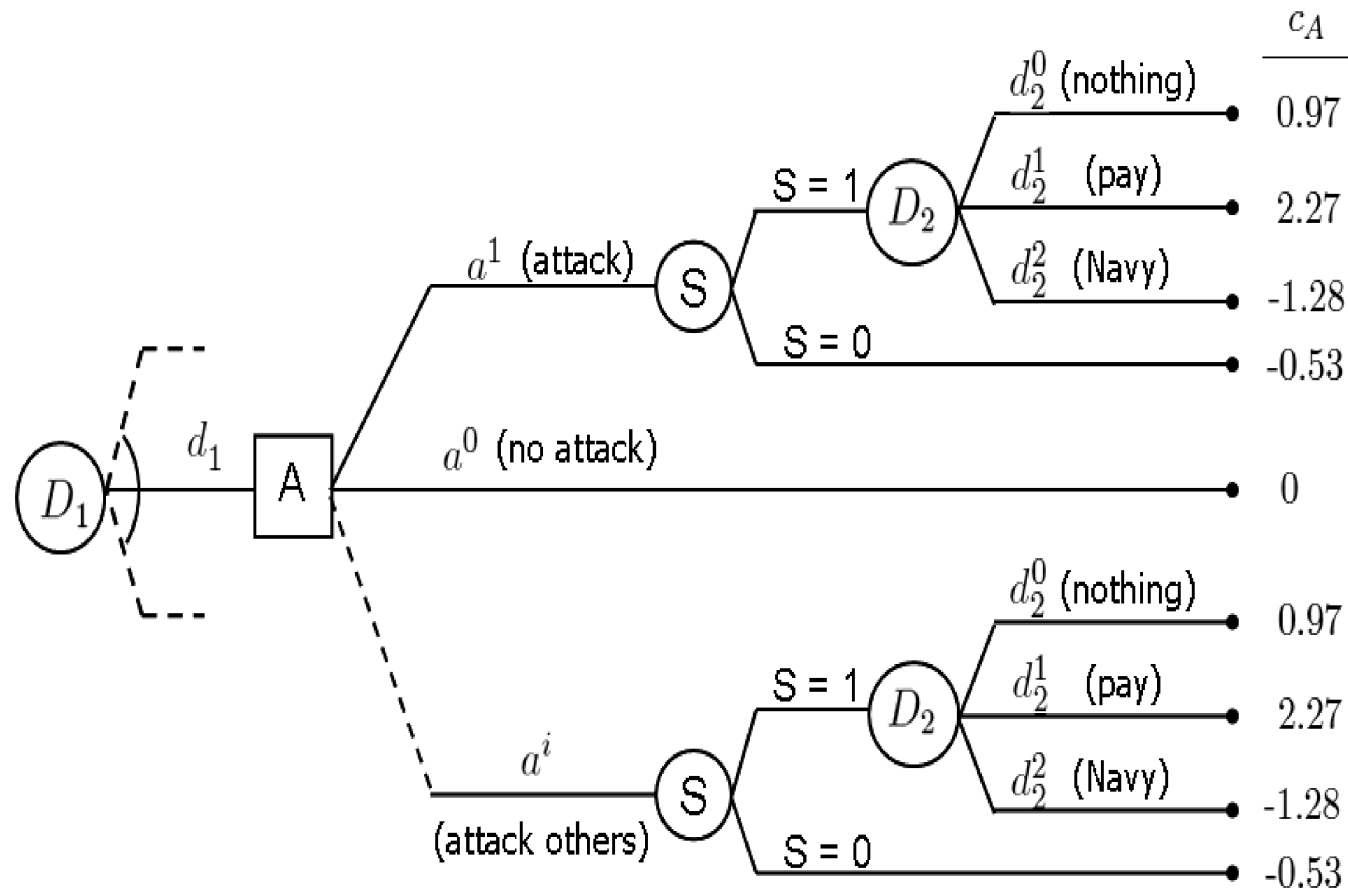 c_A
d_2^0 (nothing) 0.97
d_2^1 (pay) 2.27
S = 1 D_2
d_2^2 (Navy) -1.28
a^1 (attack) S
S = 0 -0.53
d_1 A a^0 (no attack) 0
D_1
d_2^0 (nothing) 0.97
d_2^1 (pay) 2.27
S = 1 D_2
d_2^2 (Navy) -1.28
a^i S
(attack others)
S = 0 -0.53